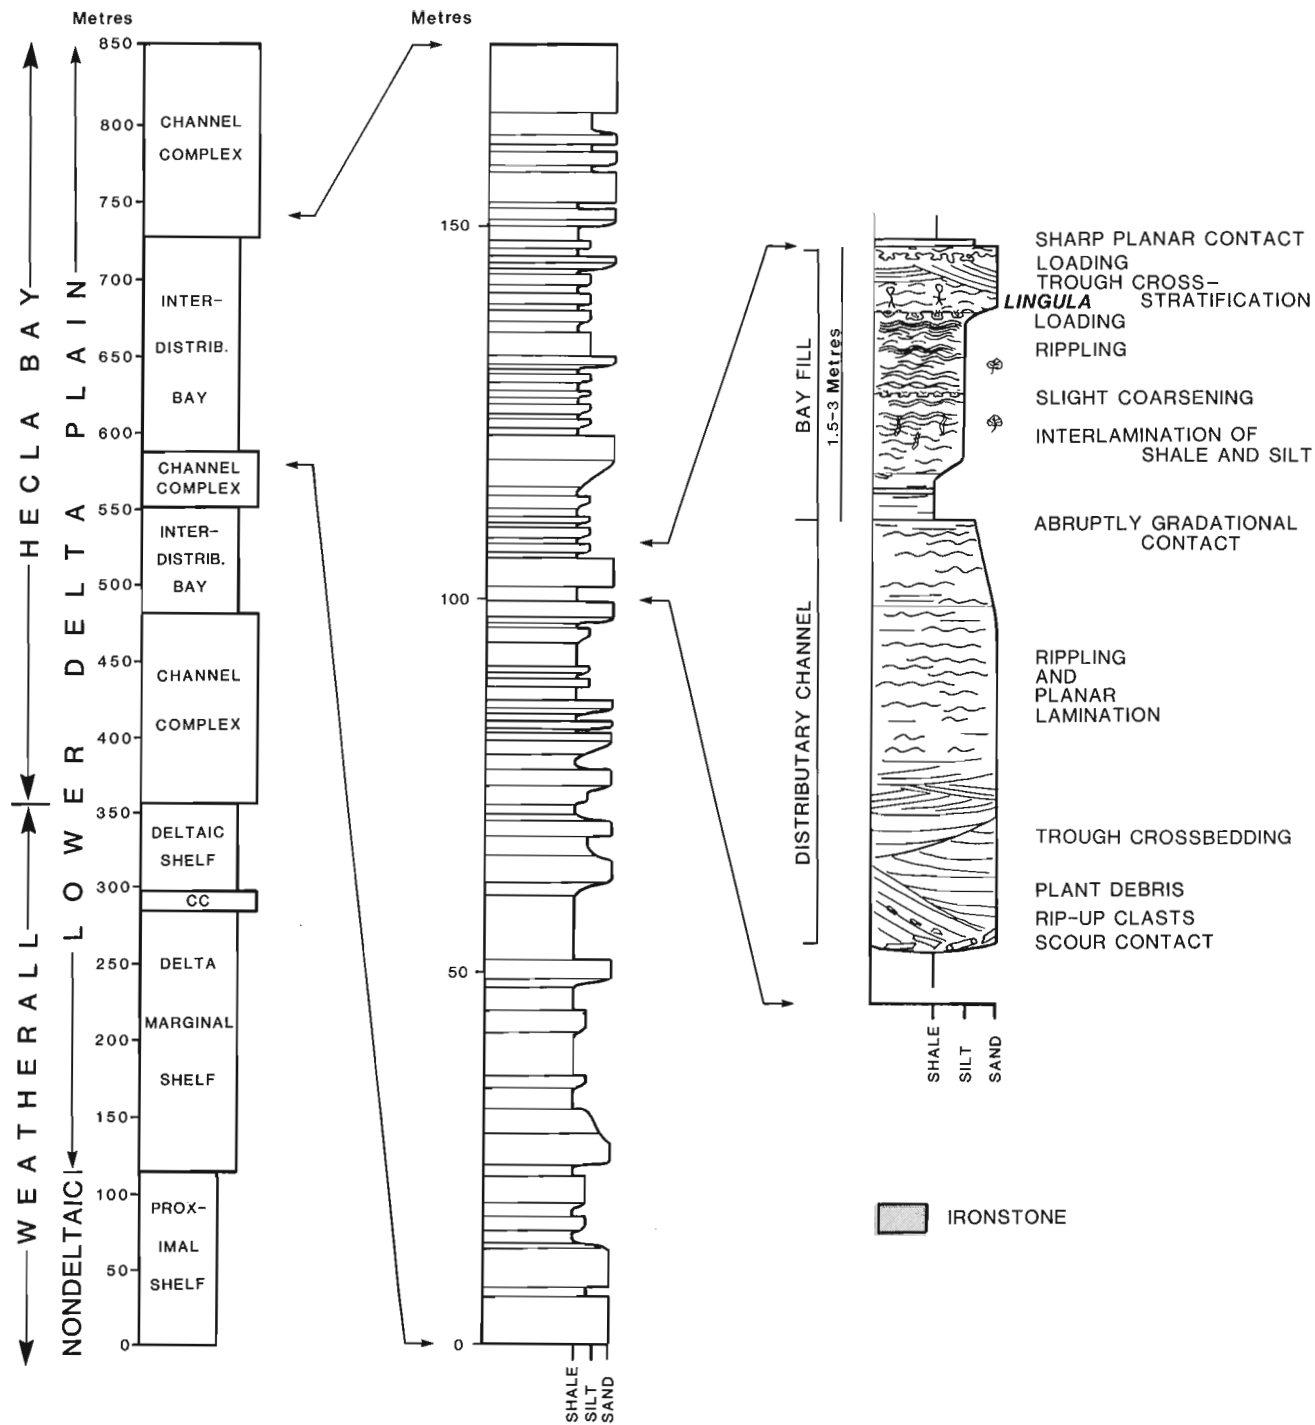 Metres
850
800
750
700
650
600
550
500
450
400
350
300
250
200
150
100
50
0
HECLA BAY
WEATHERALL
LOWER DELTA PLAIN
NONDELTAIC
CHANNEL
COMPLEX
INTER-
DISTRIB.
BAY
CHANNEL
COMPLEX
INTER-
DISTRIB.
BAY
CHANNEL
COMPLEX
DELTAIC
SHELF
CC
DELTA
MARGINAL
SHELF
PROX-
IMAL
SHELF
Metres
150
100
50
0
SHALE
SILT
SAND
BAY FILL
1.5-3 Metres
DISTRIBUTARY CHANNEL
SHARP PLANAR CONTACT
LOADING
TROUGH CROSS-
LINGULA STRATIFICATION
LOADING
RIPPLING
SLIGHT COARSENING
INTERLAMINATION OF
SHALE AND SILT
ABRUPTLY GRADATIONAL
CONTACT
RIPPLING
AND
PLANAR
LAMINATION
TROUGH CROSSBEDDING
PLANT DEBRIS
RIP-UP CLASTS
SCOUR CONTACT
SHALE
SILT
SAND
IRONSTONE